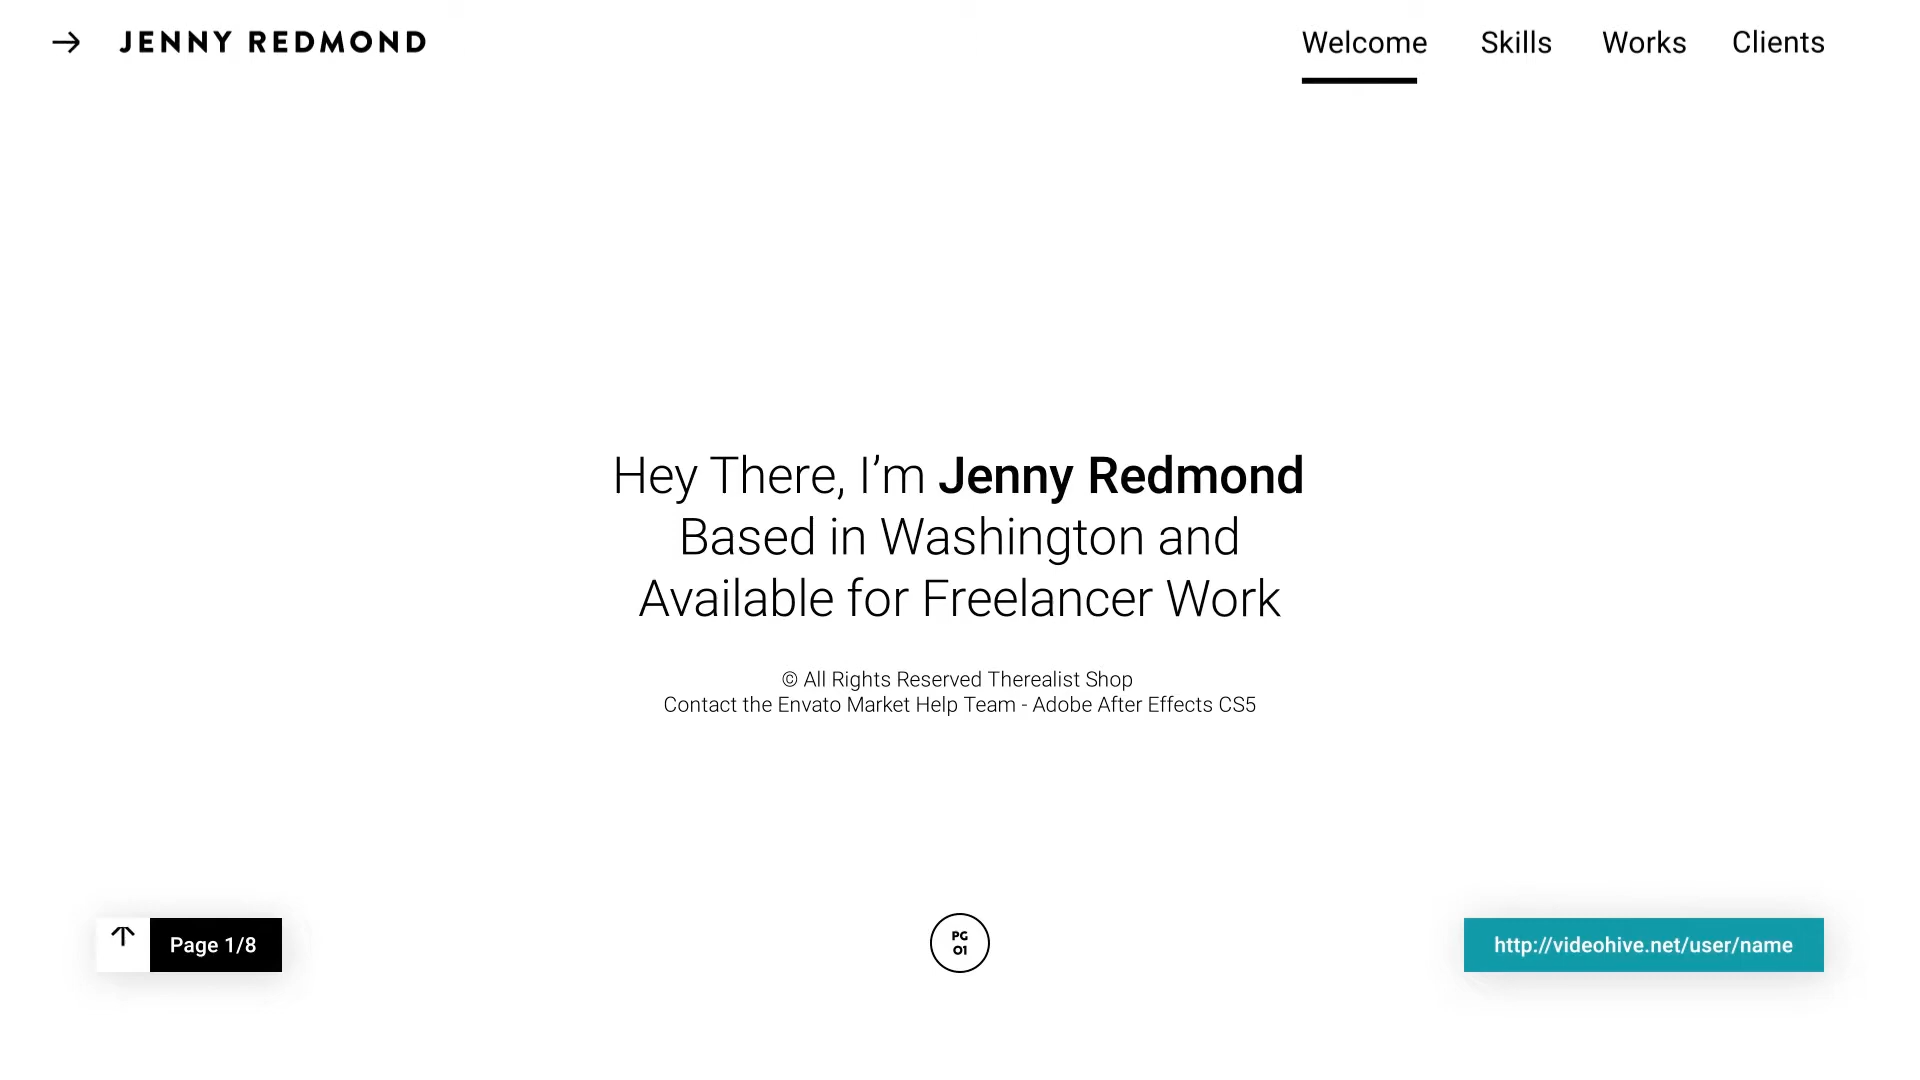 JENNY REDMOND
Welcome Skills Works Clients
Hey There, I’m Jenny Redmond
Based in Washington and
Available for Freelancer Work
© All Rights Reserved Therealist Shop
Contact the Envato Market Help Team - Adobe After Effects CS5
Page 1/8
PG
01
http://videohive.net/user/name